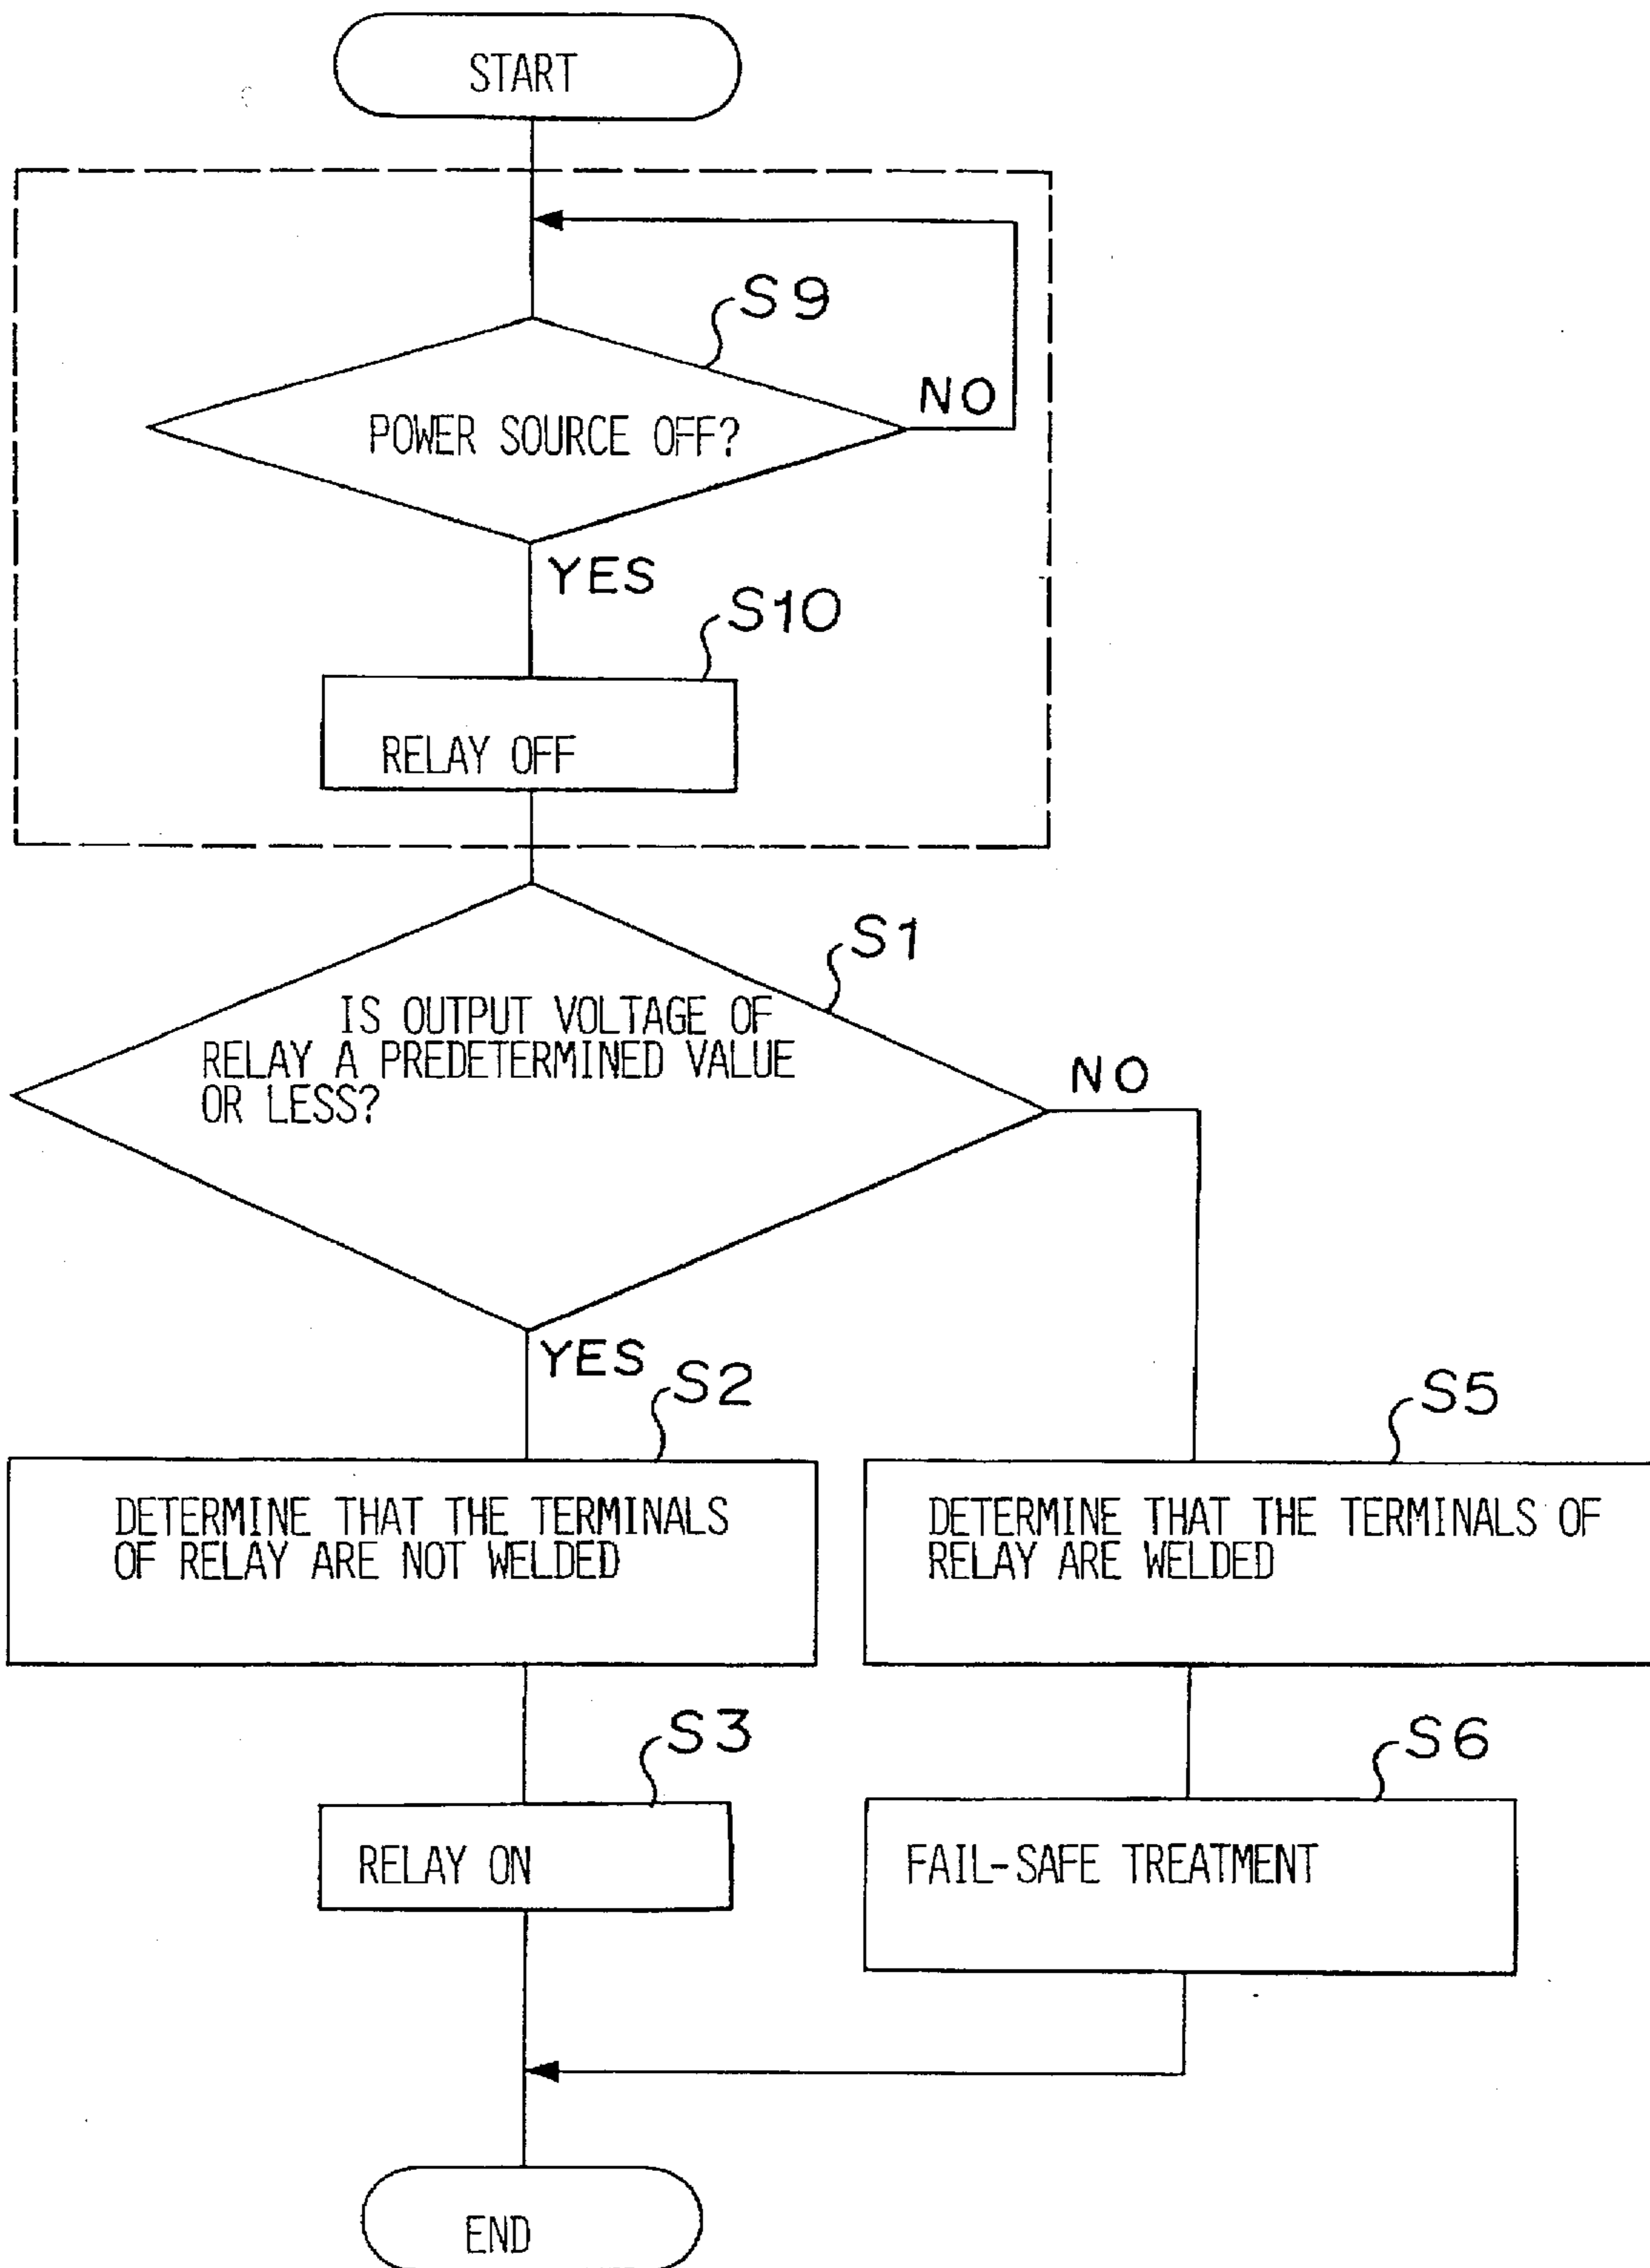 START
S9
POWER SOURCE OFF?
NO
YES
S10
RELAY OFF
S1
IS OUTPUT VOLTAGE OF
RELAY A PREDETERMINED VALUE
OR LESS?
NO
YES
S2
S5
DETERMINE THAT THE TERMINALS
OF RELAY ARE NOT WELDED
DETERMINE THAT THE TERMINALS OF
RELAY ARE WELDED
S3
S6
RELAY ON
FAIL-SAFE TREATMENT
END